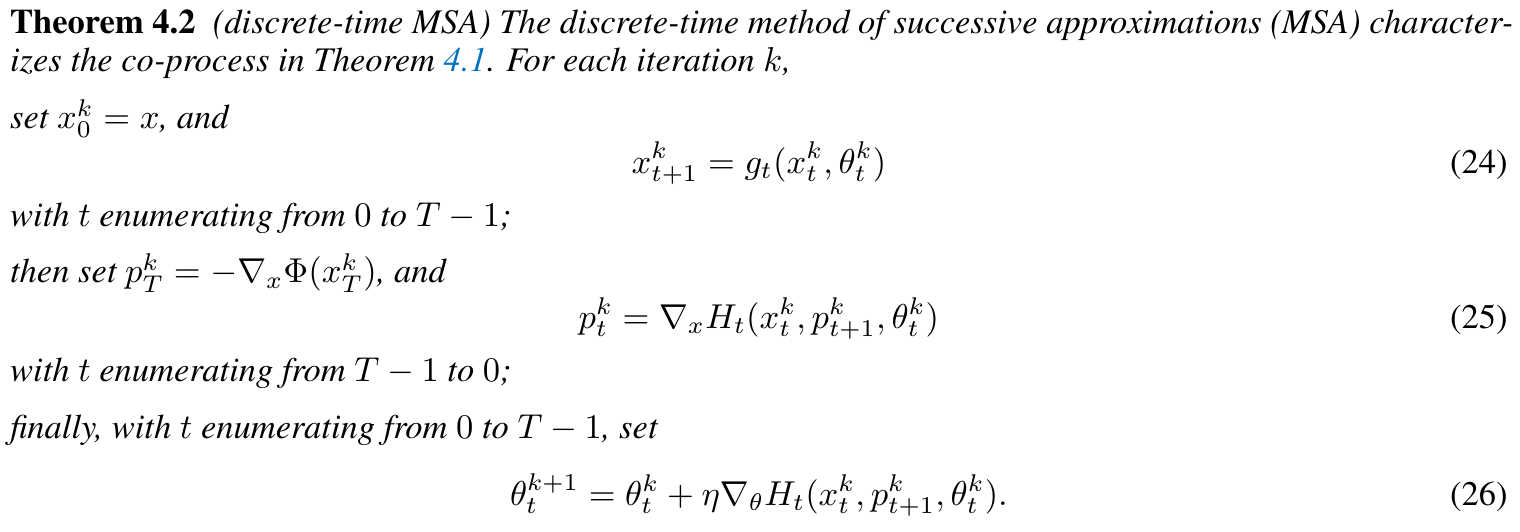 Theorem 4.2 (discrete-time MSA) The discrete-time method of successive approximations (MSA) character-
izes the co-process in Theorem 4.1. For each iteration k,
set $x_0^k = x$, and
$x_{t+1}^k = g_t(x_t^k, \theta_t^k)$ (24)
with t enumerating from 0 to $T - 1$;
then set $p_T^k = -\nabla_x \Phi(x_T^k)$, and
$p_t^k = \nabla_x H_t(x_t^k, p_{t+1}^k, \theta_t^k)$ (25)
with t enumerating from $T - 1$ to 0;
finally, with t enumerating from 0 to $T - 1$, set
$\theta_t^{k+1} = \theta_t^k + \eta \nabla_\theta H_t(x_t^k, p_{t+1}^k, \theta_t^k).$ (26)